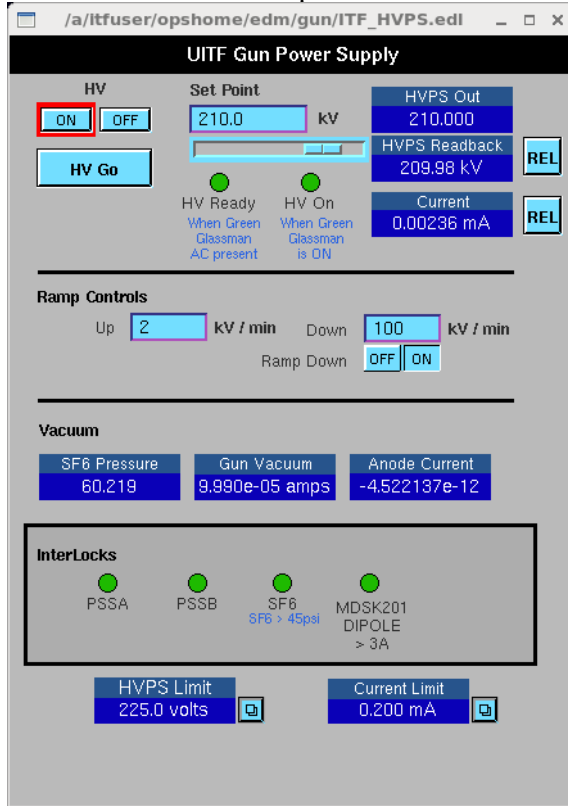 /a/itfuser/opshome/edm/gun/ITF_HVPS.edl
UITF Gun Power Supply
HV
ON OFF
HV Go
Set Point
210.0 kV
HV Ready
When Green
Glassman
AC present
HV On
When Green
Glassman
is ON
HVPS Out
210.000
HVPS Readback
209.98 kV
REL
Current
0.00236 mA
REL
Ramp Controls
Up 2 kV / min Down 100 kV / min
Ramp Down OFF ON
Vacuum
SF6 Pressure
60.219
Gun Vacuum
9.990e-05 amps
Anode Current
-4.522137e-12
InterLocks
PSSA
PSSB
SF6
SF6 > 45psi
MDSK201
DIPOLE
> 3A
HVPS Limit
225.0 volts
Current Limit
0.200 mA